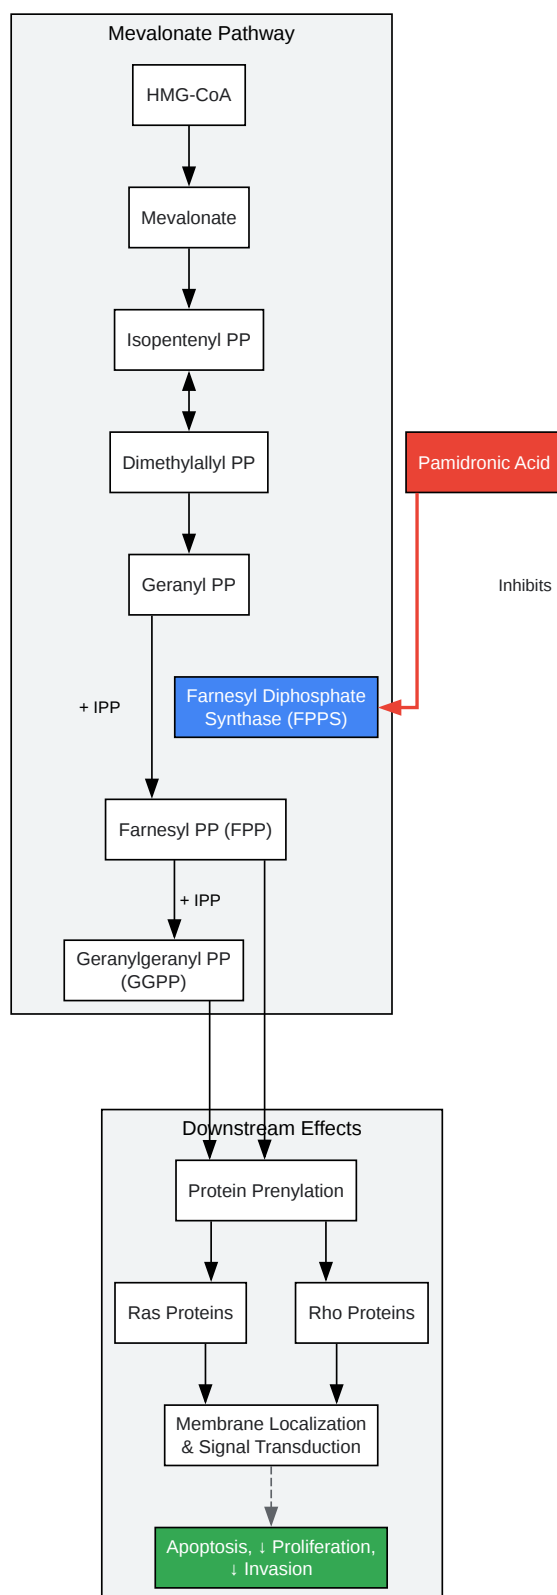 Mevalonate Pathway
HMG-CoA
Mevalonate
Isopentenyl PP
Dimethylallyl PP
Pamidronic Acid
Geranyl PP
Inhibits
Farnesyl Diphosphate
Synthase (FPPS)
+ IPP
Farnesyl PP (FPP)
+ IPP
Geranylgeranyl PP
(GGPP)
Downstream Effects
Protein Prenylation
Ras Proteins
Rho Proteins
Membrane Localization
& Signal Transduction
Apoptosis, ↓ Proliferation,
↓ Invasion